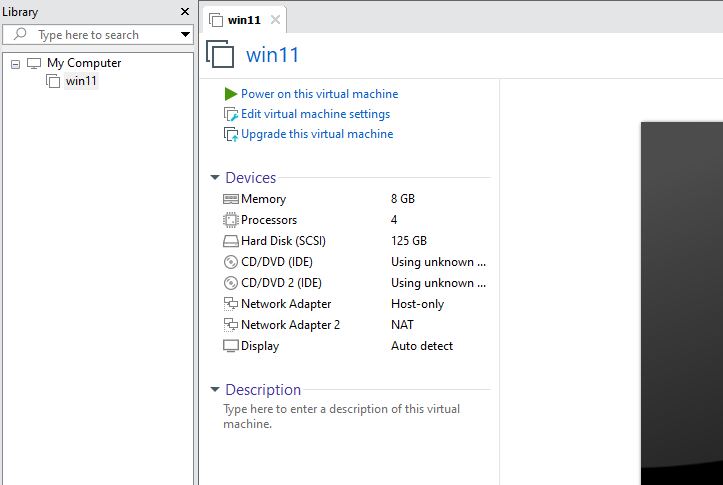 Library
Type here to search
My Computer
win11
win11
win11
Power on this virtual machine
Edit virtual machine settings
Upgrade this virtual machine
Devices
Memory 8 GB
Processors 4
Hard Disk (SCSI) 125 GB
CD/DVD (IDE) Using unknown ...
CD/DVD 2 (IDE) Using unknown ...
Network Adapter Host-only
Network Adapter 2 NAT
Display Auto detect
Description
Type here to enter a description of this virtual
machine.